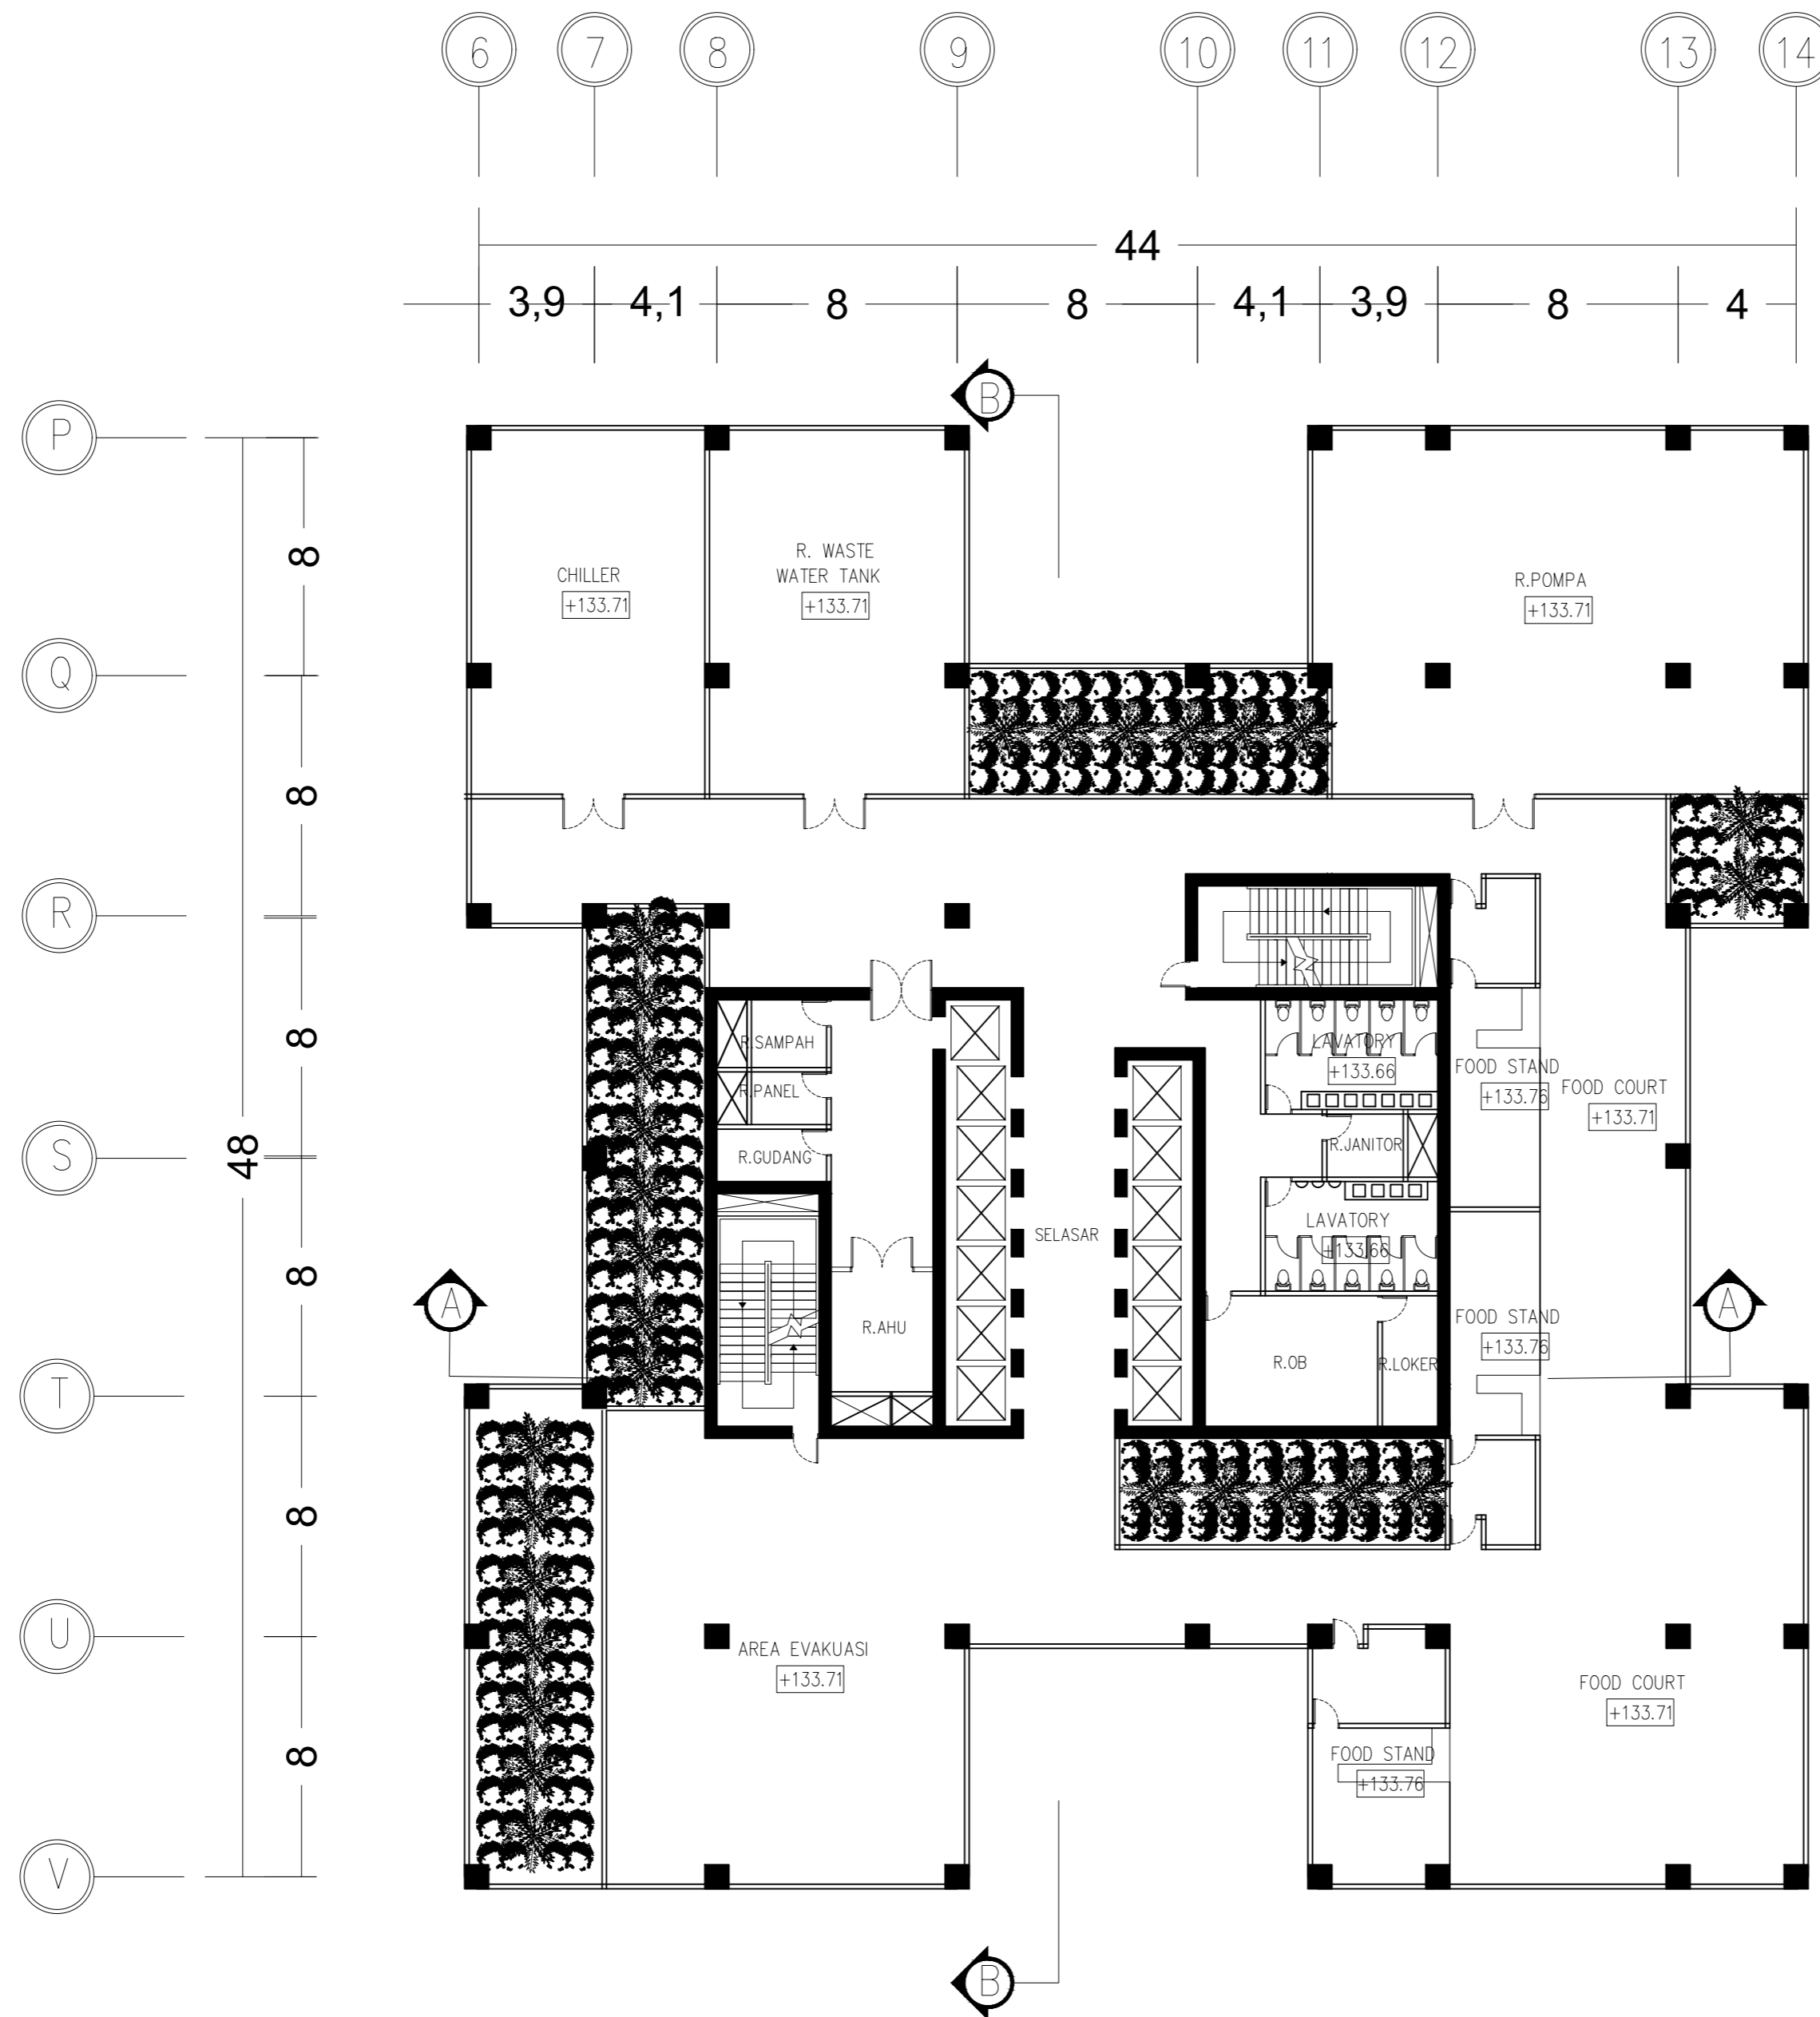 6 7 8 9 10 11 12 13 14
44
3,9 4,1 8 8 4,1 3,9 8 4
B
P
8
R. WASTE
WATER TANK
+133.71
CHILLER
+133.71
R.POMPA
+133.71
Q
8
R
8
48
R.SAMPAH
R.PANEL
R.GUDANG
LAVATORY
+133.66
FOOD STAND
+133.76
FOOD COURT
+133.71
R.JANITOR
S
8
SELASAR
LAVATORY
+133.66
A
A
R.AHU
R.OB
R.LOKER
FOOD STAND
+133.76
T
8
U
AREA EVAKUASI
+133.71
FOOD COURT
+133.71
8
FOOD STAND
+133.76
V
B